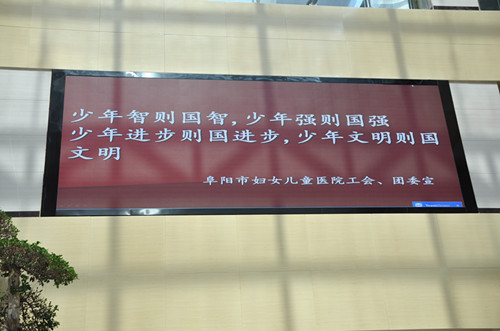 少年智则国智,少年强则国强
少年进步则国进步,少年文明则国
文明
阜阳市妇女儿童医院工会、团委宣